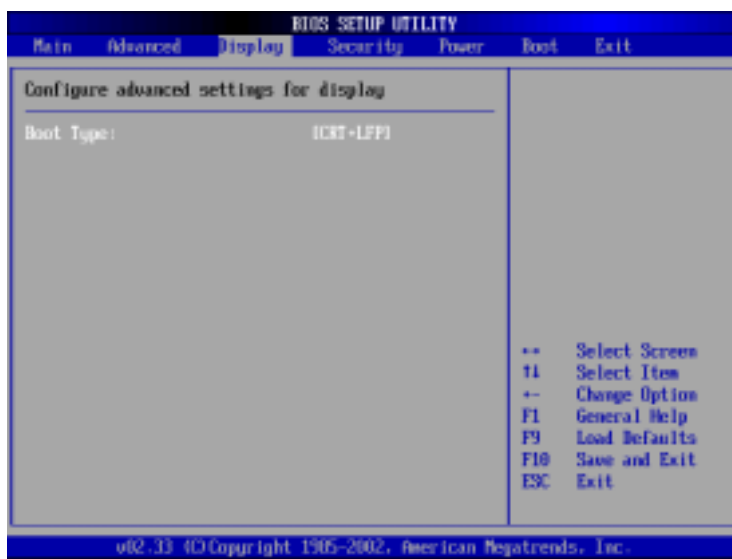 BIOS SETUP UTILITY
Main Advanced Display Security Power Boot Exit
Configure advanced settings for display
Boot Type: [CRT+LFP]
↔ Select Screen
↑↓ Select Item
+- Change Option
F1 General Help
F9 Load Defaults
F10 Save and Exit
ESC Exit
v02.33 (C)Copyright 1985-2002, American Megatrends, Inc.